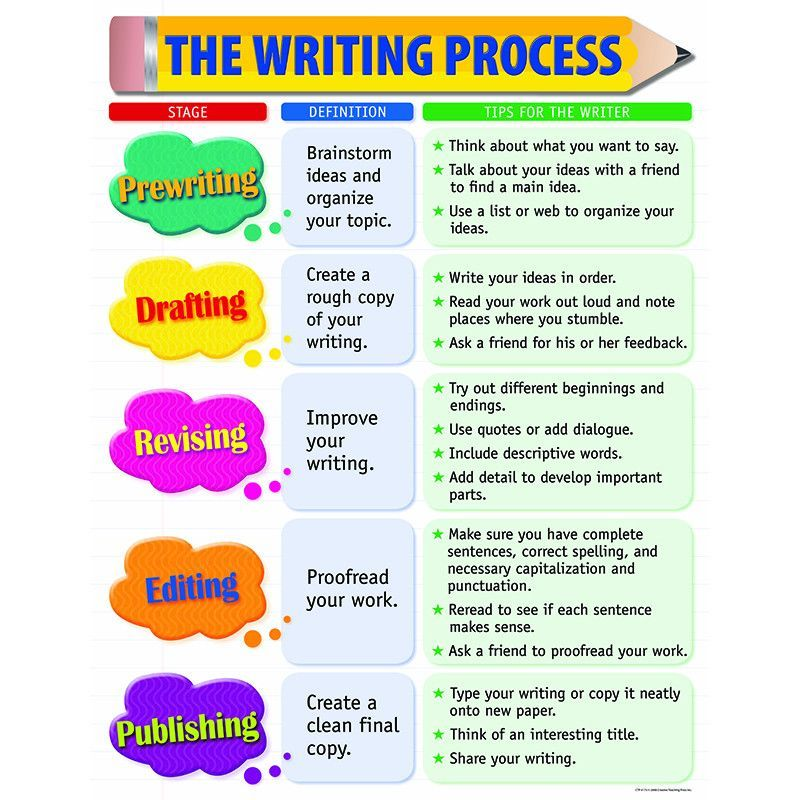 THE WRITING PROCESS
STAGE
DEFINITION
TIPS FOR THE WRITER
Prewriting
Brainstorm
ideas and
organize
your topic.
★ Think about what you want to say.
★ Talk about your ideas with a friend
to find a main idea.
★ Use a list or web to organize your
ideas.
Drafting
Create a
rough copy
of your
writing.
★ Write your ideas in order.
★ Read your work out loud and note
places where you stumble.
★ Ask a friend for his or her feedback.
Revising
Improve
your
writing.
★ Try out different beginnings and
endings.
★ Use quotes or add dialogue.
★ Include descriptive words.
★ Add detail to develop important
parts.
Editing
Proofread
your work.
★ Make sure you have complete
sentences, correct spelling, and
necessary capitalization and
punctuation.
★ Reread to see if each sentence
makes sense.
★ Ask a friend to proofread your work.
Publishing
Create a
clean final
copy.
★ Type your writing or copy it neatly
onto new paper.
★ Think of an interesting title.
★ Share your writing.